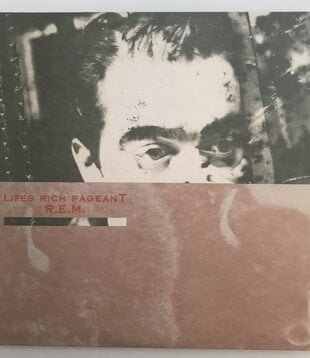 LIFES RICH PAGEANT
R.E.M.